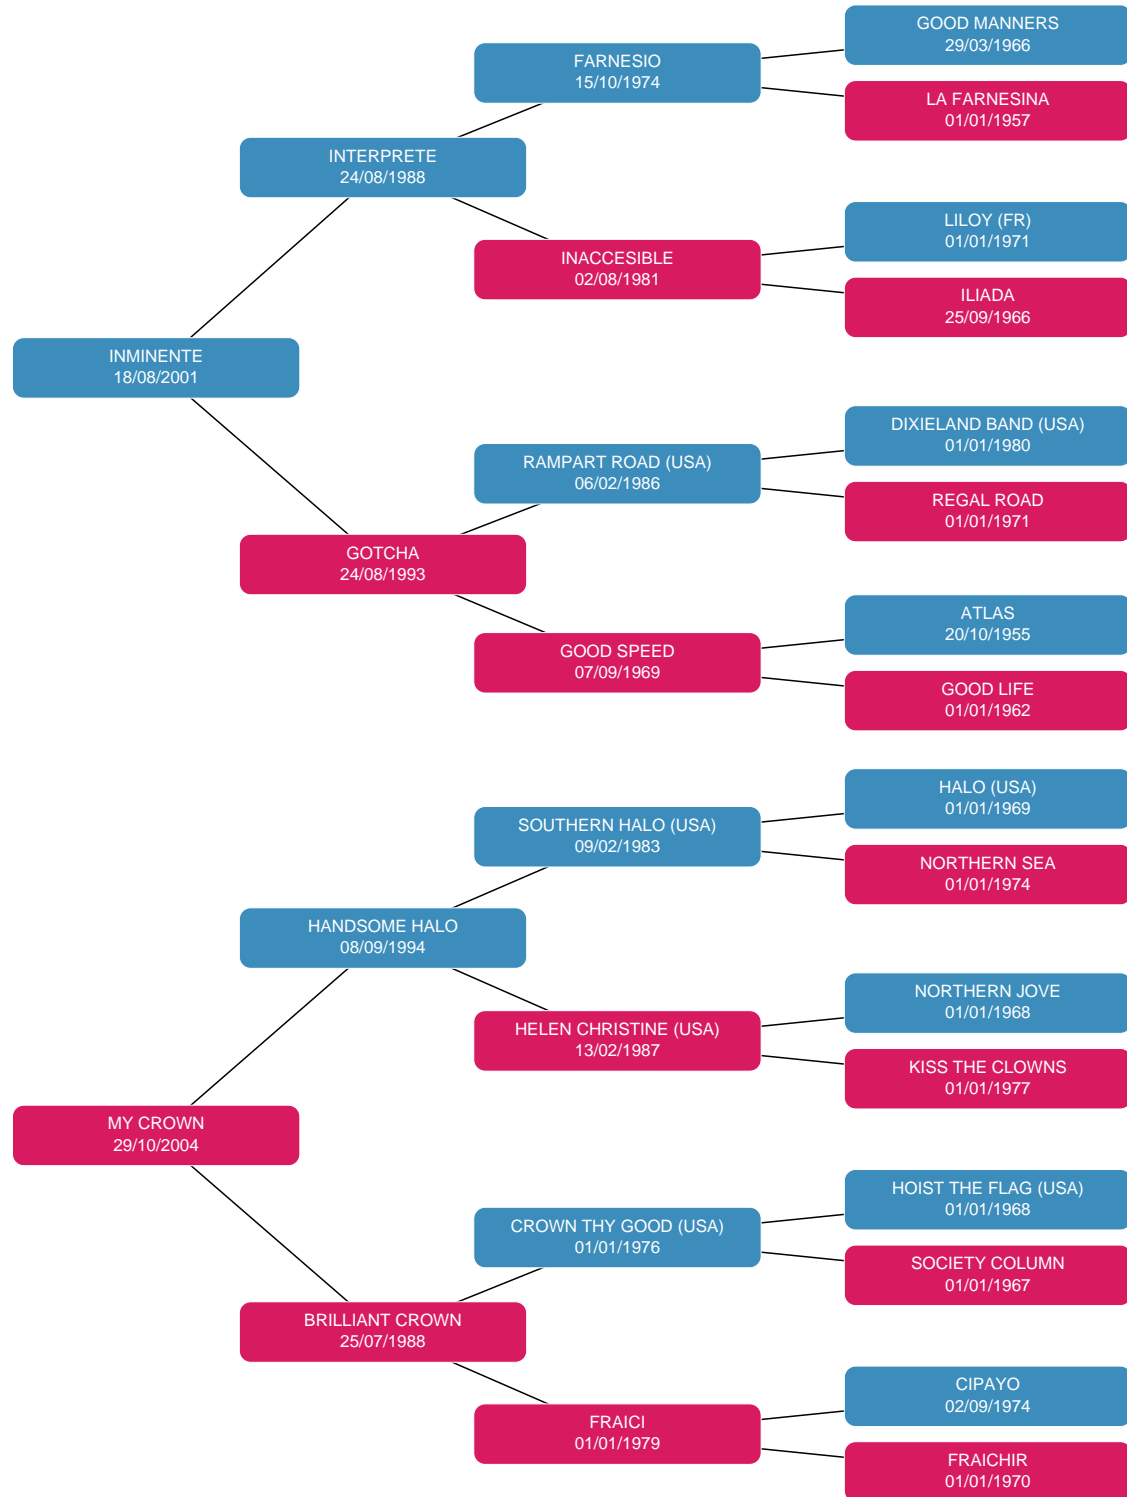 GOOD MANNERS
29/03/1966
FARNESIO
15/10/1974
LA FARNESINA
01/01/1957
INTERPRETE
24/08/1988
LILOY (FR)
01/01/1971
INACCESIBLE
02/08/1981
ILIADA
25/09/1966
INMINENTE
18/08/2001
DIXIELAND BAND (USA)
01/01/1980
RAMPART ROAD (USA)
06/02/1986
REGAL ROAD
01/01/1971
GOTCHA
24/08/1993
ATLAS
20/10/1955
GOOD SPEED
07/09/1969
GOOD LIFE
01/01/1962
HALO (USA)
01/01/1969
SOUTHERN HALO (USA)
09/02/1983
NORTHERN SEA
01/01/1974
HANDSOME HALO
08/09/1994
NORTHERN JOVE
01/01/1968
HELEN CHRISTINE (USA)
13/02/1987
KISS THE CLOWNS
01/01/1977
MY CROWN
29/10/2004
HOIST THE FLAG (USA)
01/01/1968
CROWN THY GOOD (USA)
01/01/1976
SOCIETY COLUMN
01/01/1967
BRILLIANT CROWN
25/07/1988
CIPAYO
02/09/1974
FRAICI
01/01/1979
FRAICHIR
01/01/1970